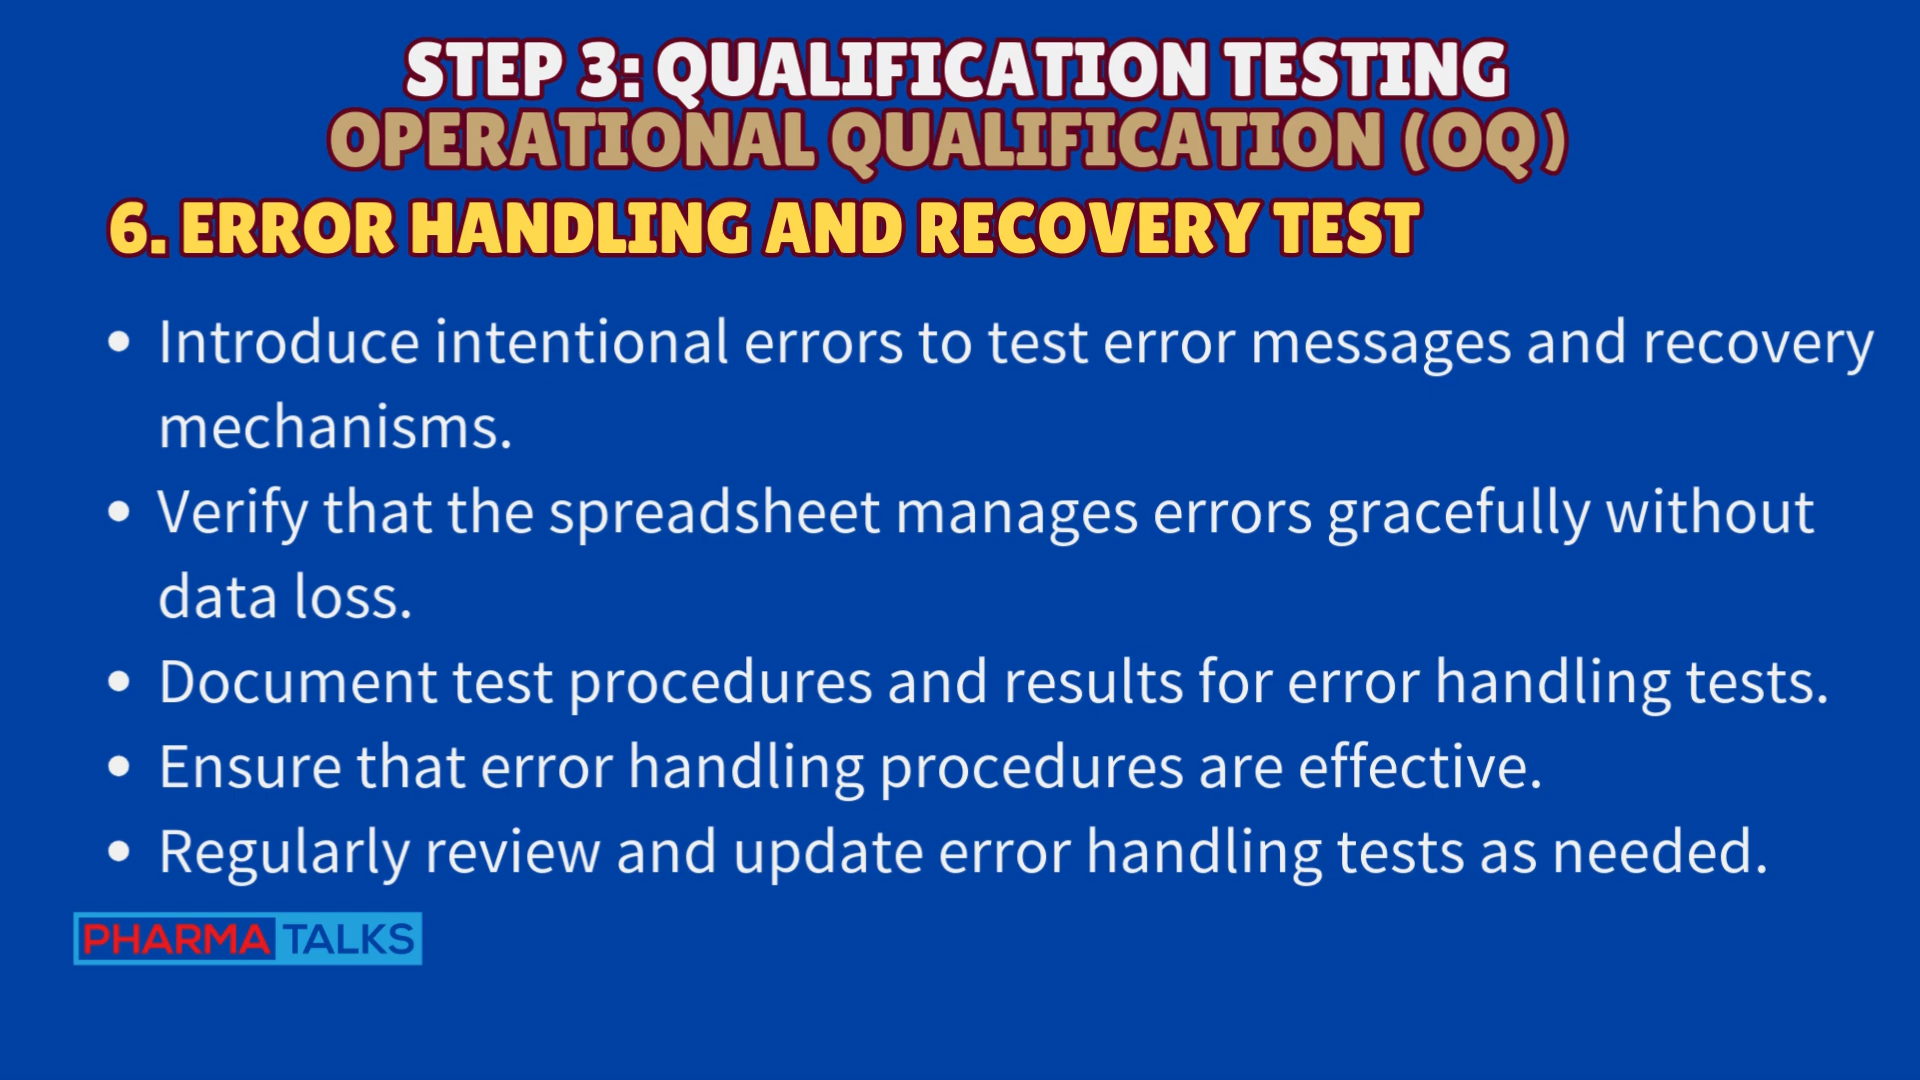 STEP 3: QUALIFICATION TESTING
OPERATIONAL QUALIFICATION (OQ)
6. ERROR HANDLING AND RECOVERY TEST
• Introduce intentional errors to test error messages and recovery
mechanisms.
• Verify that the spreadsheet manages errors gracefully without
data loss.
• Document test procedures and results for error handling tests.
• Ensure that error handling procedures are effective.
• Regularly review and update error handling tests as needed.
PHARMA TALKS